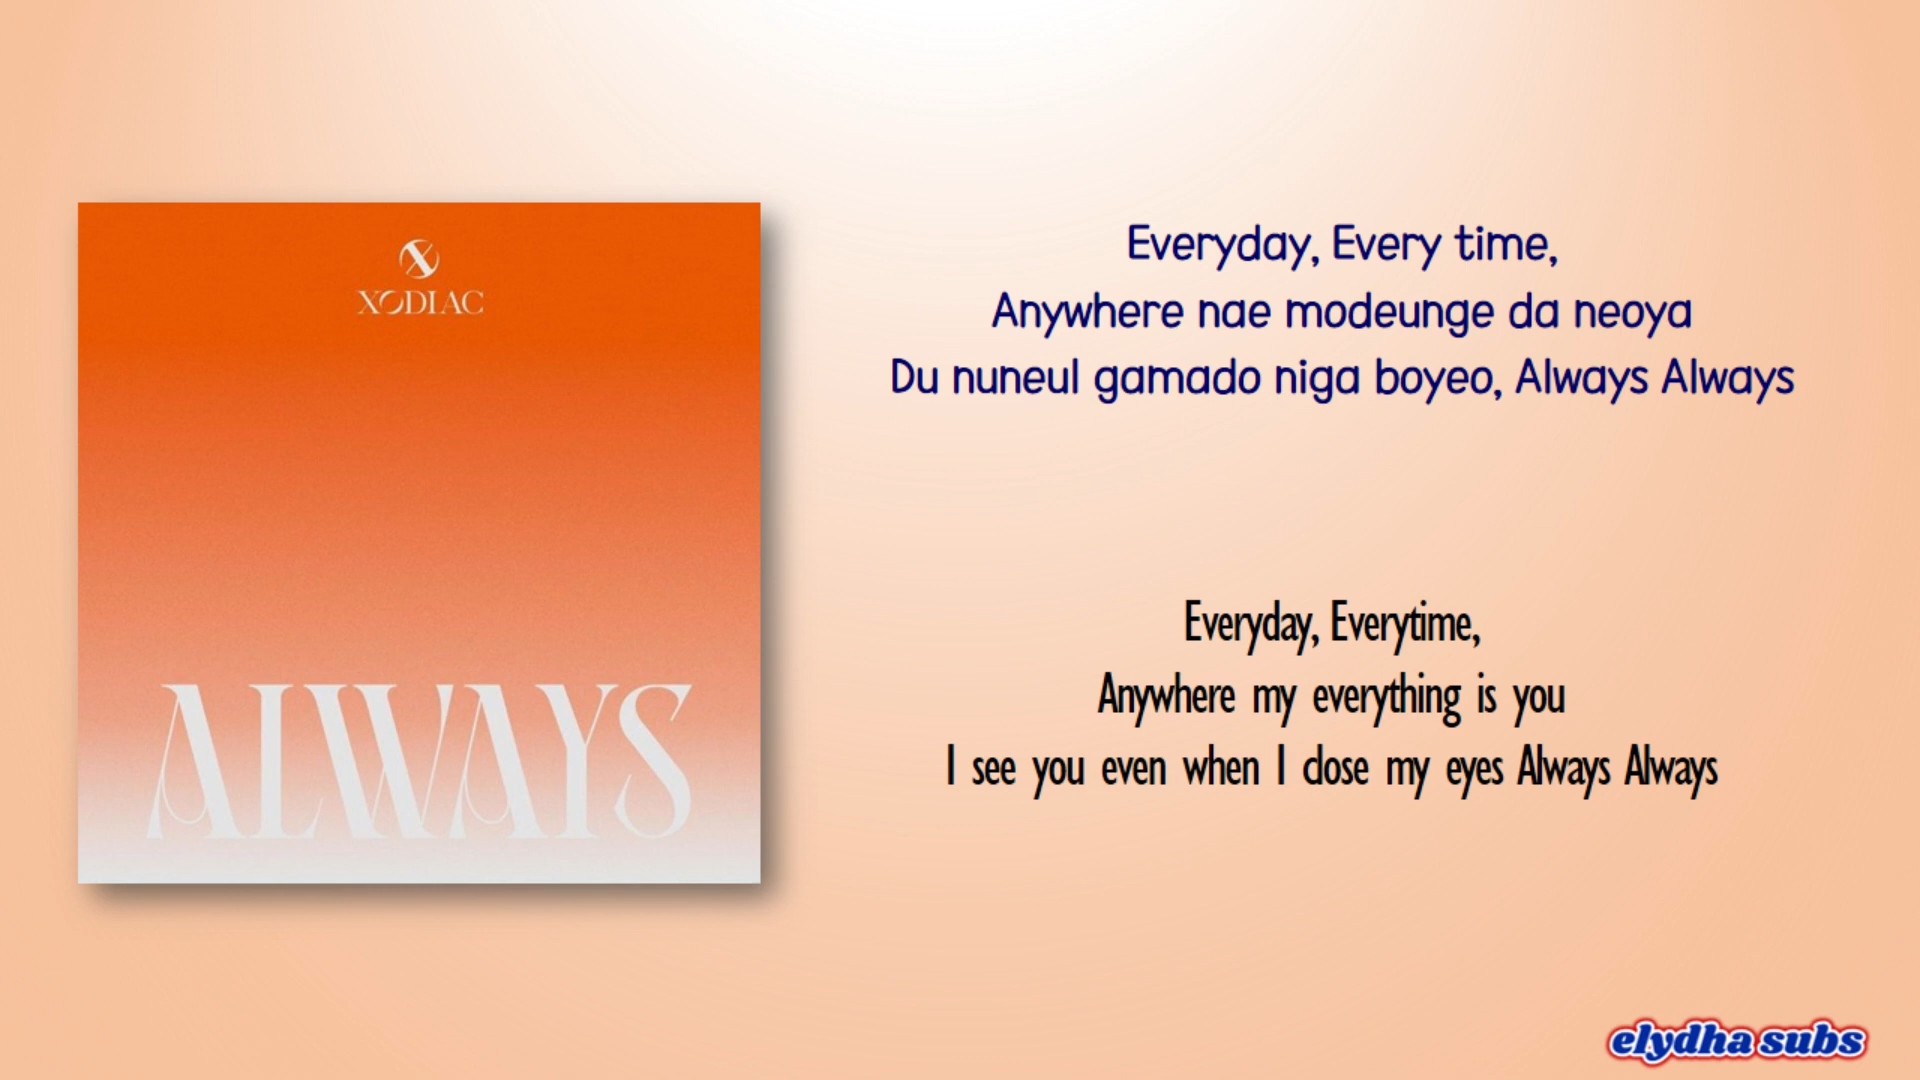 XODIAC
ALWAYS
Everyday, Every time,
Anywhere nae modeunge da neoya
Du nuneul gamado niga boyeo, Always Always
Everyday, Everytime,
Anywhere my everything is you
I see you even when I close my eyes Always Always
elydha subs